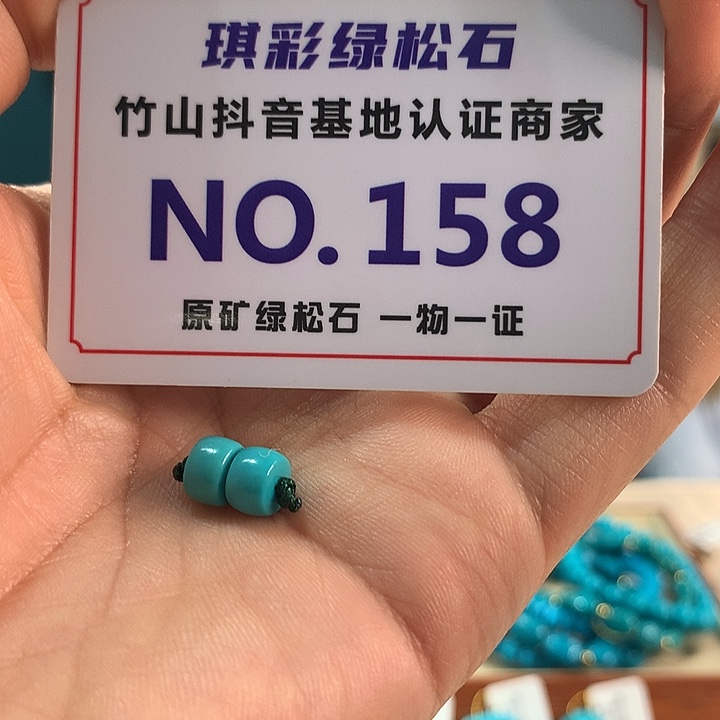 琪彩绿松石
竹山抖音基地认证商家
NO.158
原矿绿松石 一物一证